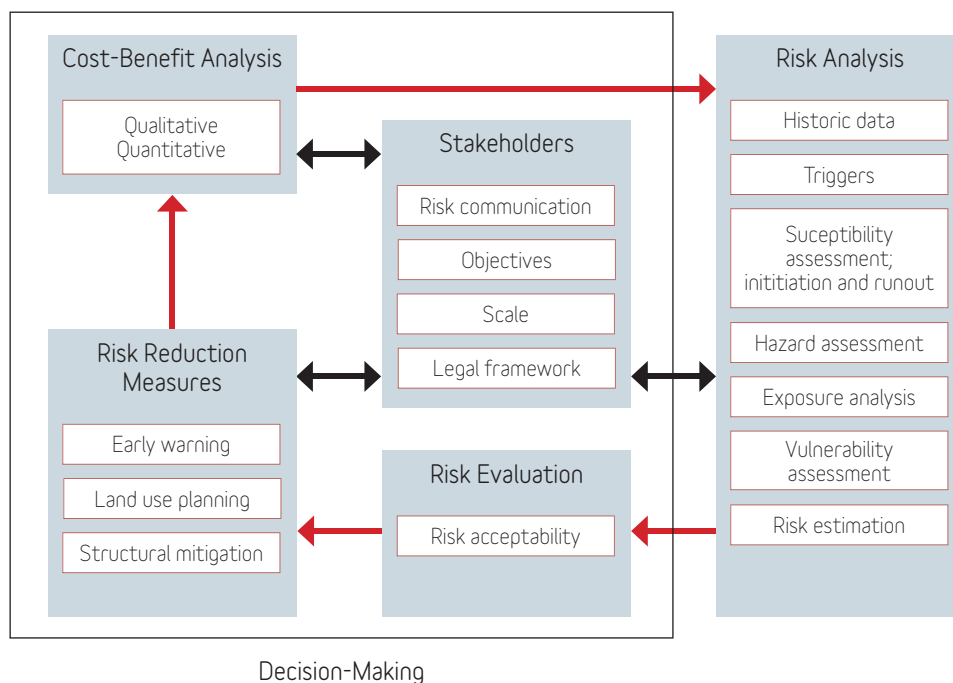 Cost-Benefit Analysis
Qualitative
Quantitative
Stakeholders
Risk communication
Objectives
Scale
Legal framework
Risk Reduction
Measures
Early warning
Land use planning
Structural mitigation
Risk Evaluation
Risk acceptability
Risk Analysis
Historic data
Triggers
Suceptibility
assessment;
inititiation and runout
Hazard assessment
Exposure analysis
Vulnerability
assessment
Risk estimation
Decision-Making